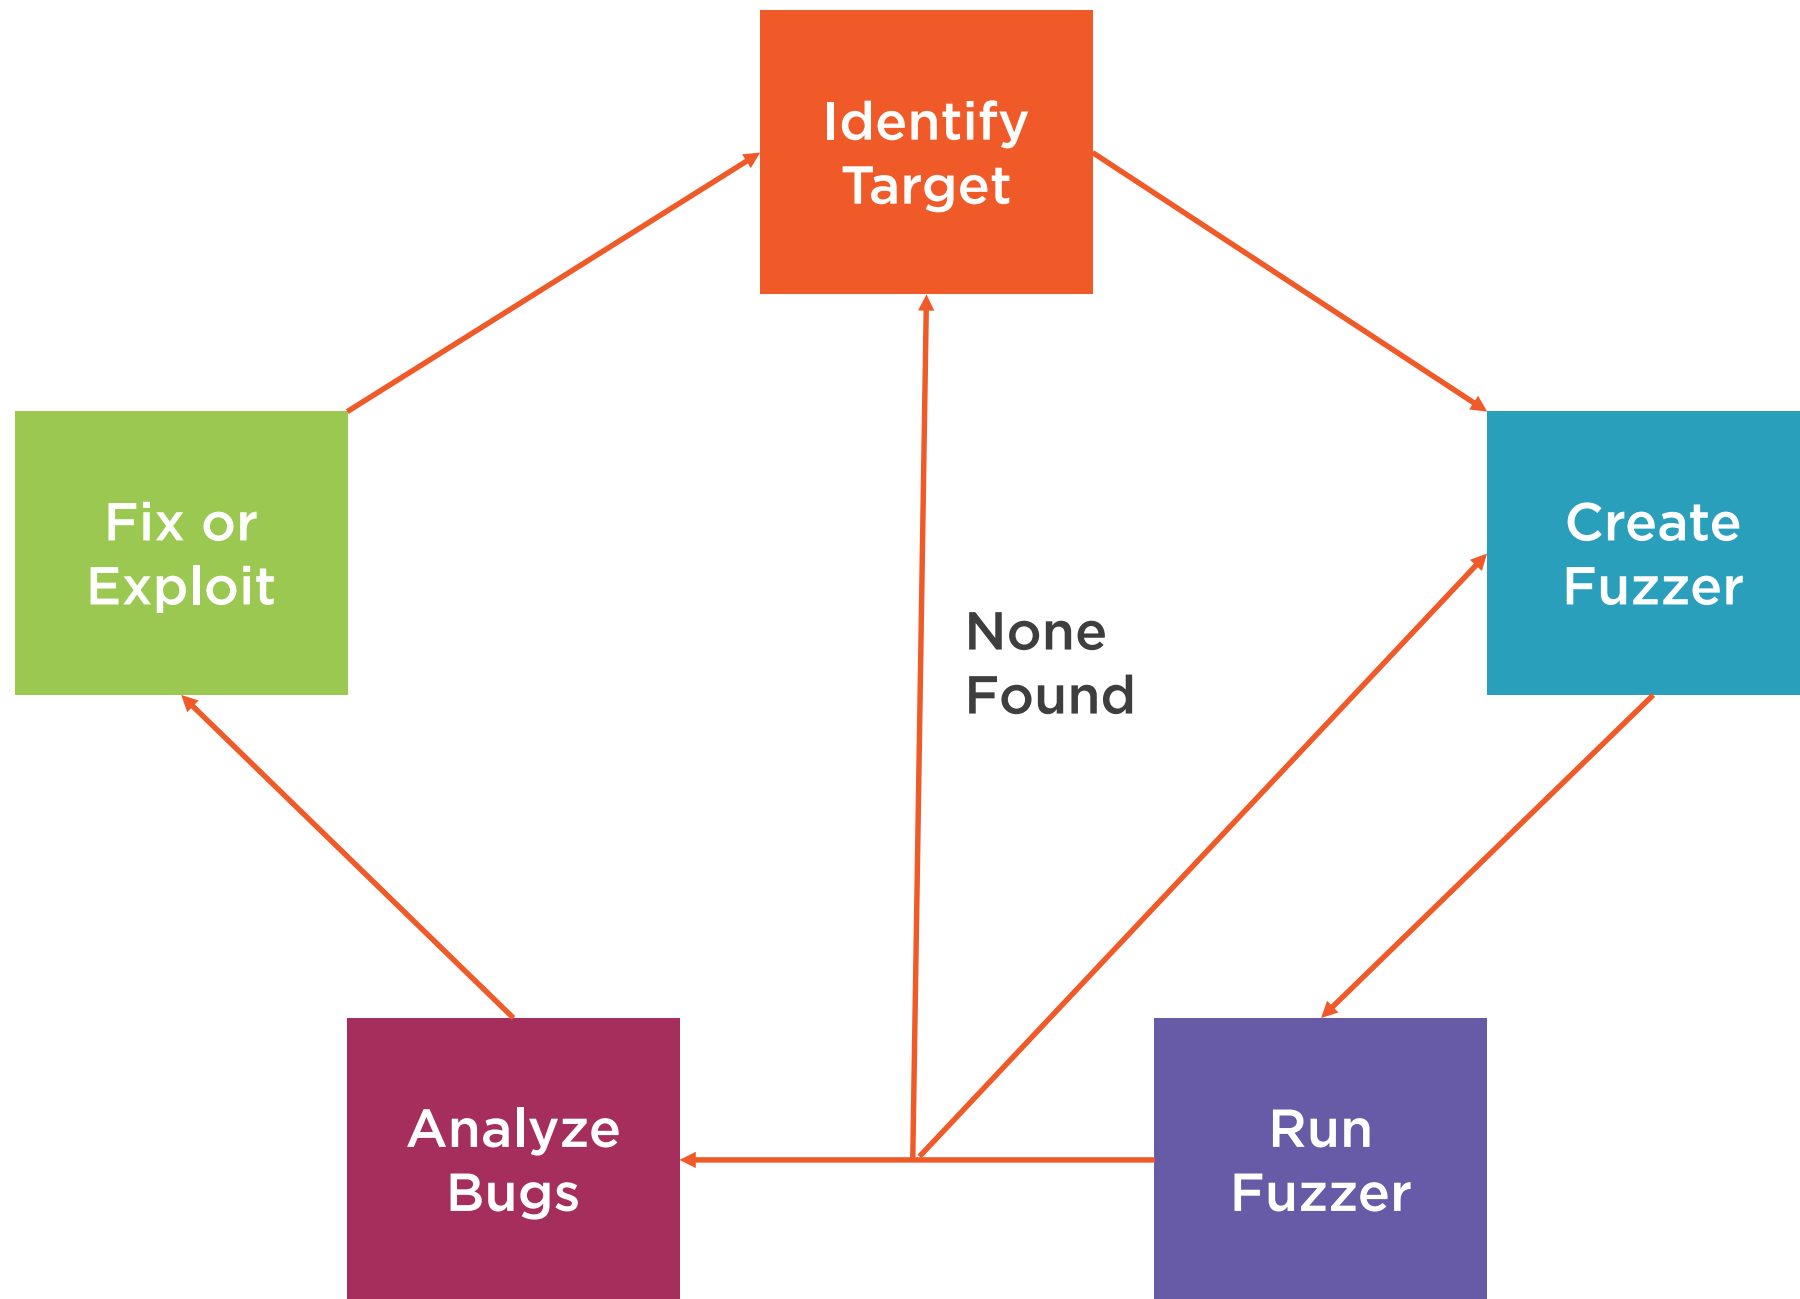 Identify
Target
Fix or
Exploit
Create
Fuzzer
None
Found
Analyze
Bugs
Run
Fuzzer